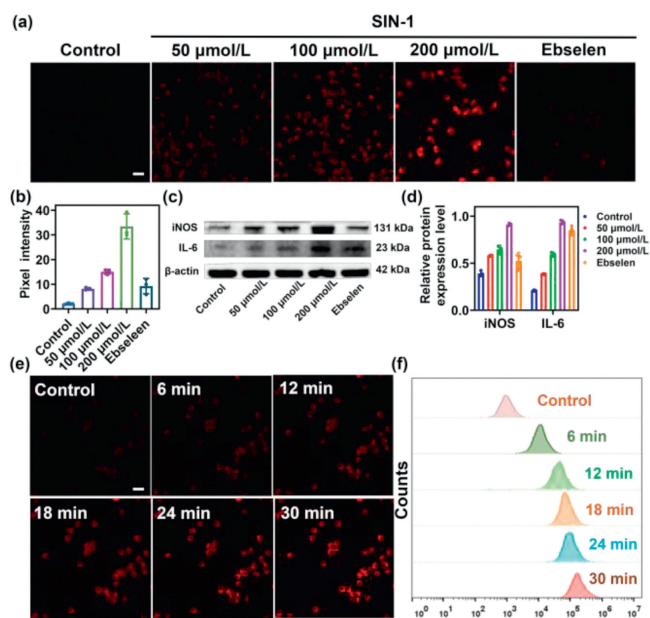 (a)
SIN-1
Control
50 μmol/L
100 μmol/L
200 μmol/L
Ebselen
(b)
Pixel intensity
40
30
20
10
0
Control
50 μmol/L
100 μmol/L
200 μmol/L
Ebseleen
(c)
iNOS
131 kDa
IL-6
23 kDa
β-actin
42 kDa
Control
50 μmol/L
100 μmol/L
200 μmol/L
Ebselen
(d)
Relative protein
expression level
1.0
0.5
0.0
iNOS
IL-6
Control
50 μmol/L
100 μmol/L
200 μmol/L
Ebselen
(e)
Control
6 min
12 min
18 min
24 min
30 min
(f)
Counts
Control
6 min
12 min
18 min
24 min
30 min
10⁰
10¹
10²
10³
10⁴
10⁵
10⁶
10⁷